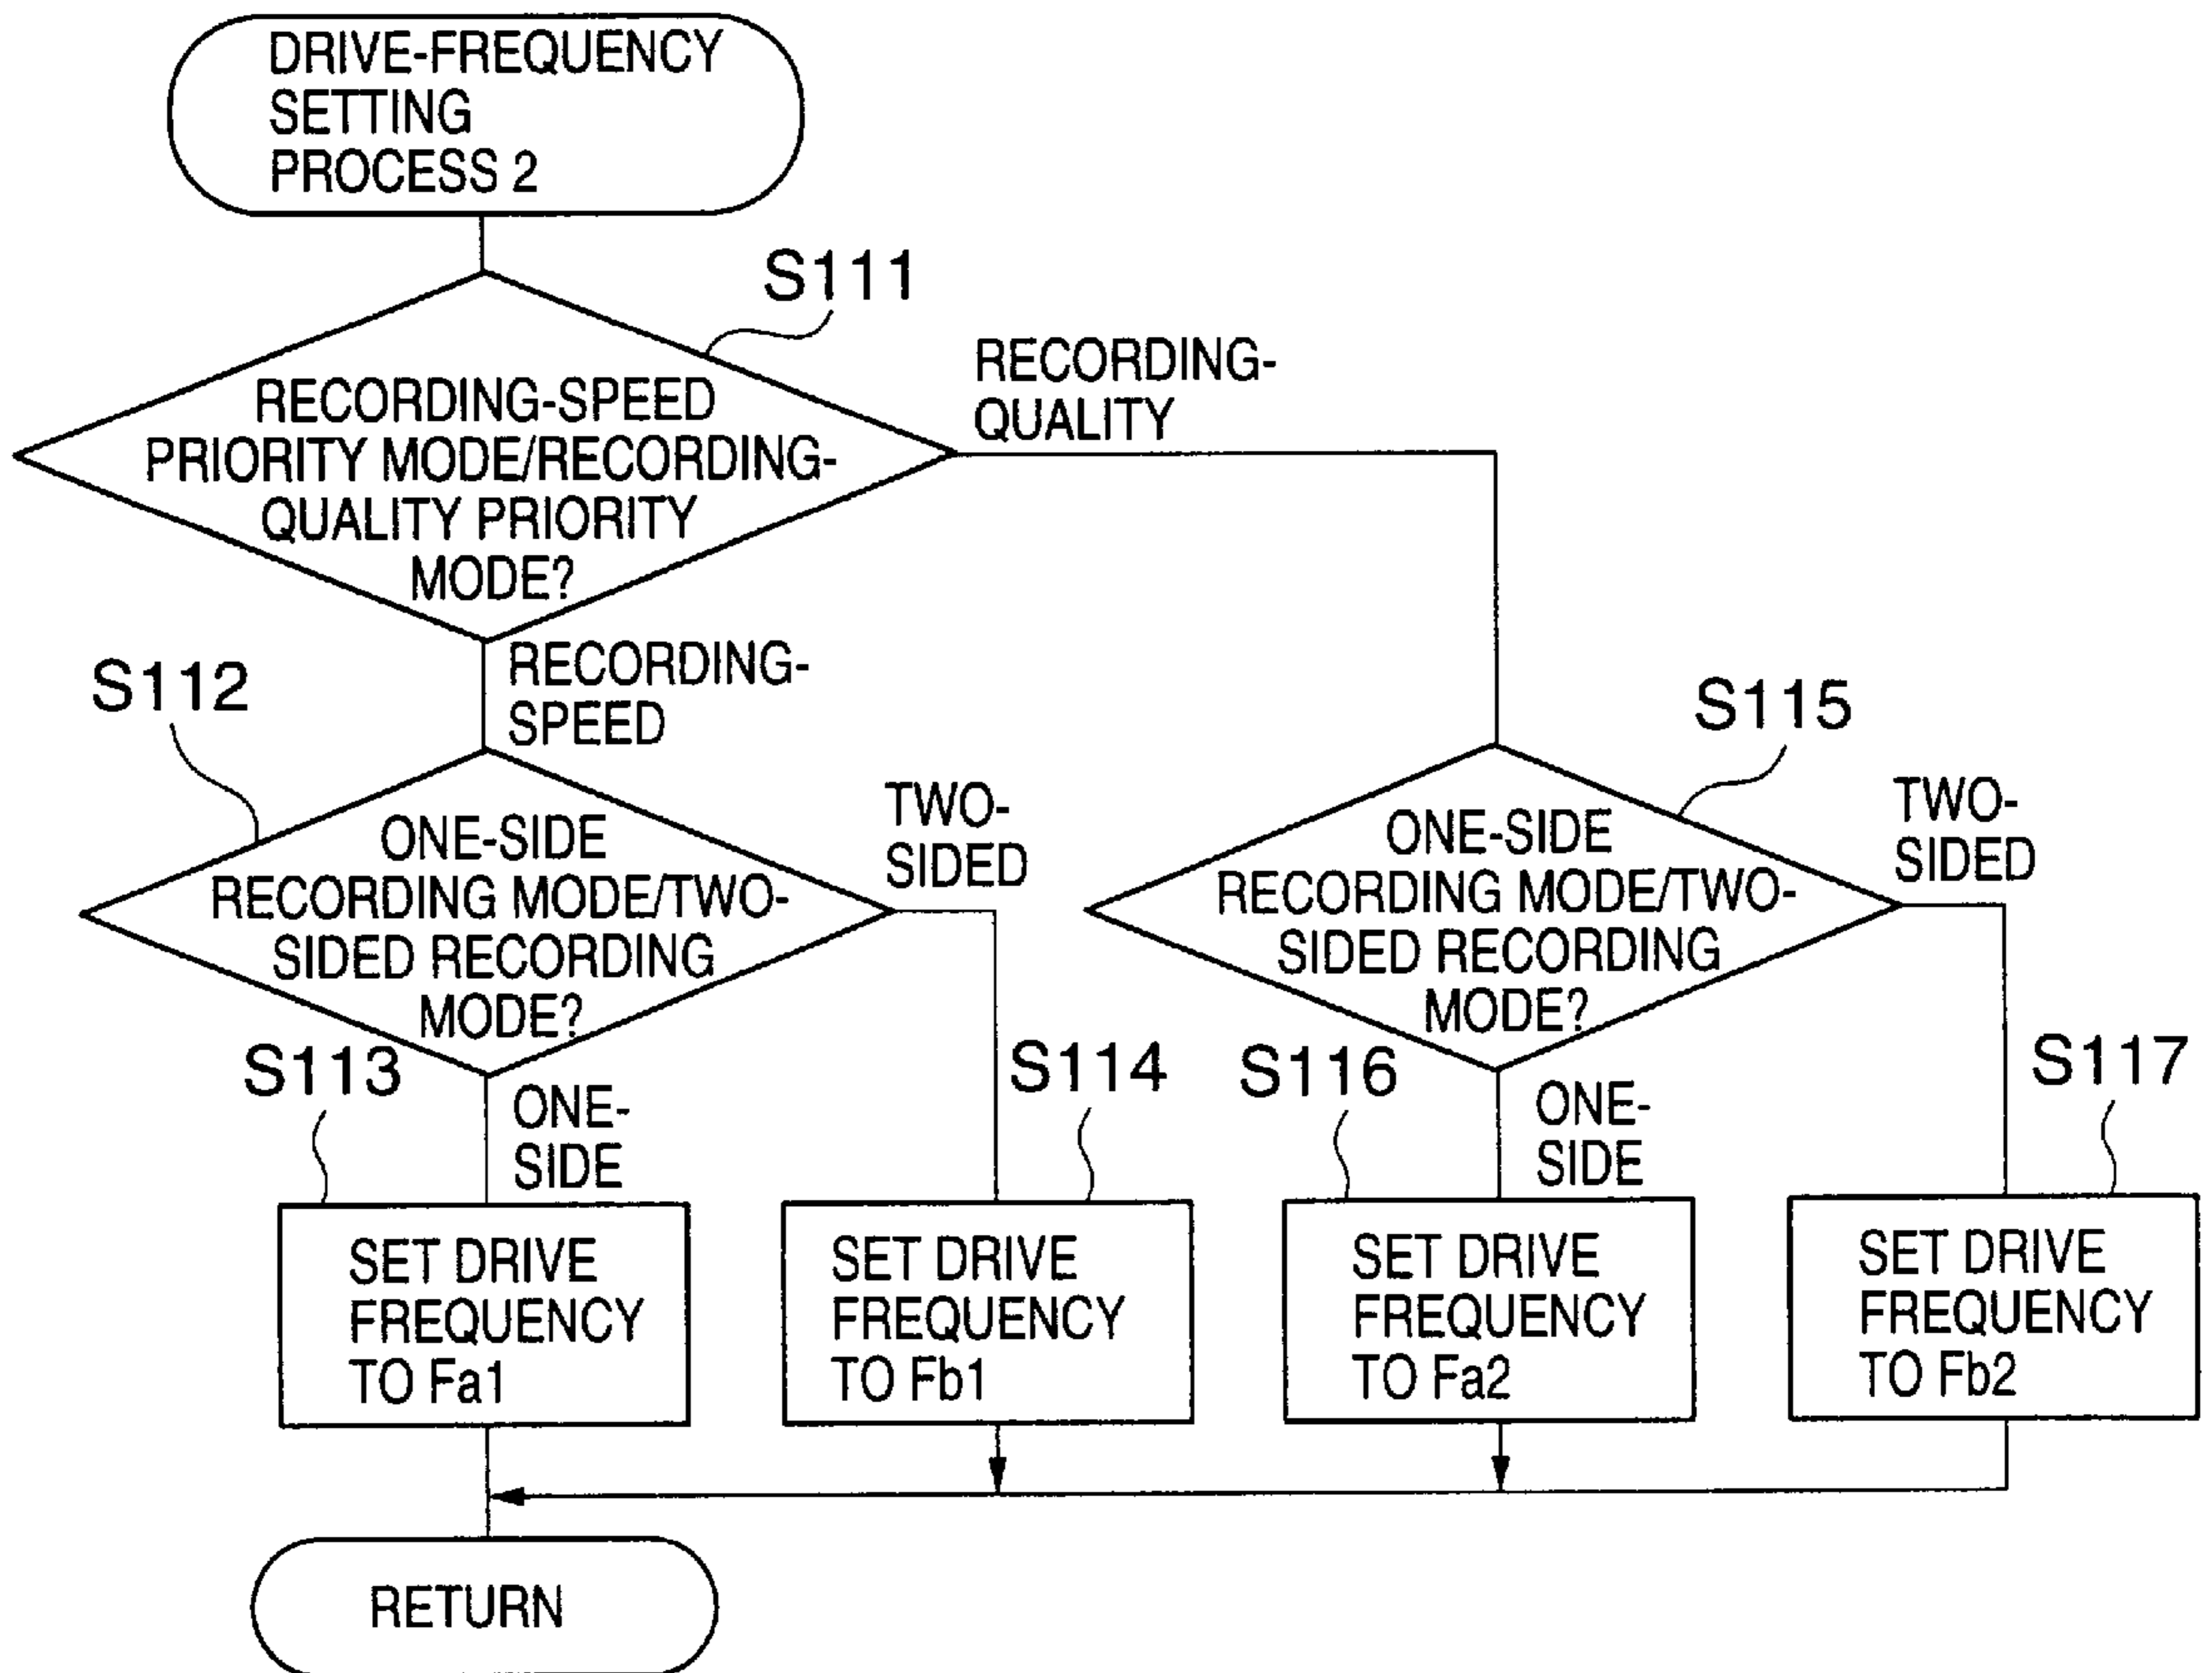 DRIVE-FREQUENCY
SETTING
PROCESS 2
S111
RECORDING-SPEED
PRIORITY MODE/RECORDING-
QUALITY PRIORITY
MODE?
RECORDING-
QUALITY
RECORDING-
SPEED
S112
ONE-SIDE
RECORDING MODE/TWO-
SIDED RECORDING
MODE?
TWO-
SIDED
S115
ONE-SIDE
RECORDING MODE/TWO-
SIDED RECORDING
MODE?
TWO-
SIDED
S113
ONE-
SIDE
S114
S116
ONE-
SIDE
S117
SET DRIVE
FREQUENCY
TO Fa1
SET DRIVE
FREQUENCY
TO Fb1
SET DRIVE
FREQUENCY
TO Fa2
SET DRIVE
FREQUENCY
TO Fb2
RETURN